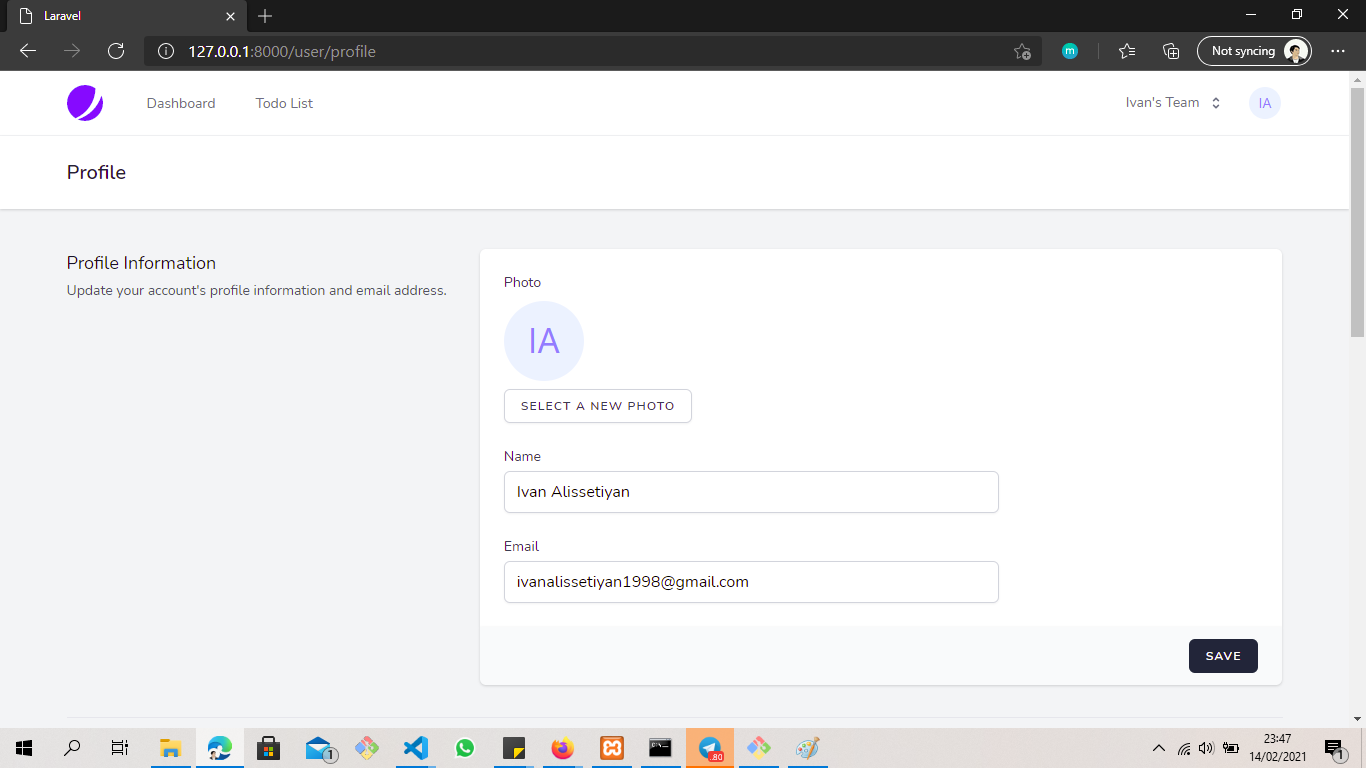 Laravel
127.0.0.1:8000/user/profile
m
Not syncing
Dashboard
Todo List
Ivan's Team
IA
Profile
Profile Information
Update your account's profile information and email address.
Photo
IA
SELECT A NEW PHOTO
Name
Ivan Alissetiyan
Email
ivanalissetiyan1998@gmail.com
SAVE
1
.80
23:47
14/02/2021
1